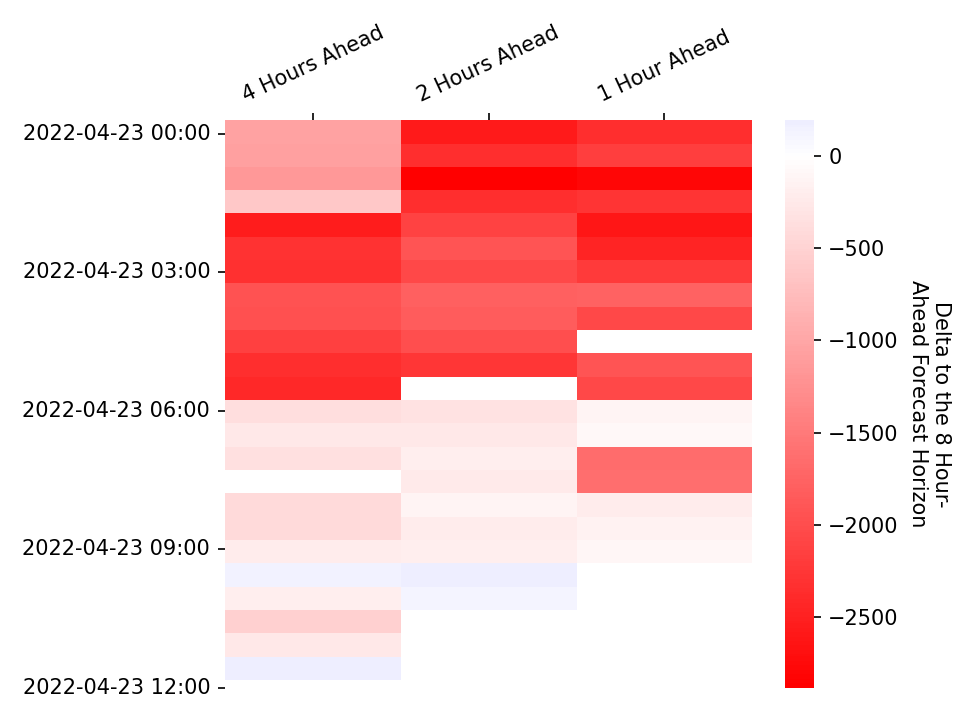 4 Hours Ahead
2 Hours Ahead
1 Hour Ahead
2022-04-23 00:00
2022-04-23 03:00
2022-04-23 06:00
2022-04-23 09:00
2022-04-23 12:00
0
−500
−1000
−1500
−2000
−2500
Delta to the 8 Hour-
Ahead Forecast Horizon